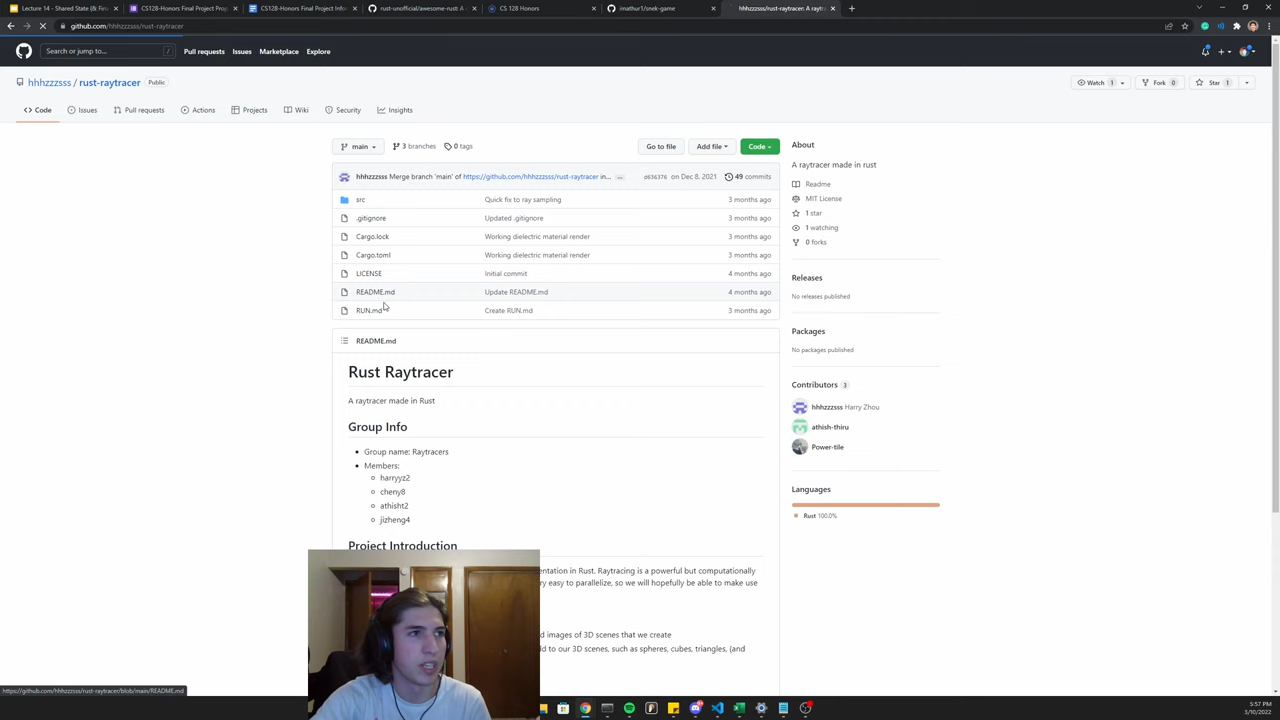 Lecture 14 – Shared State (& Fin
CS128-Honors Final Project Prop
CS128-Honors Final Project Infor
rust-unofficial/awesome-rust: A c
CS 128 Honors
imathur1/snek-game
hhhzzzsss/rust-raytracer: A raytr
github.com/hhhzzzsss/rust-raytracer
Search or jump to...
/
Pull requests
Issues
Marketplace
Explore
hhhzzzsss / rust-raytracer
Public
Watch 1
Fork 0
Star 1
Code
Issues
Pull requests
Actions
Projects
Wiki
Security
Insights
main
3 branches
0 tags
Go to file
Add file
Code
About
A raytracer made in rust
hhhzzzsss Merge branch 'main' of https://github.com/hhhzzzsss/rust-raytracer in... ...
d636376 on Dec 8, 2021
49 commits
src
Quick fix to ray sampling
3 months ago
.gitignore
Updated .gitignore
3 months ago
Cargo.lock
Working dielectric material render
3 months ago
Cargo.toml
Working dielectric material render
3 months ago
LICENSE
Initial commit
4 months ago
README.md
Update README.md
4 months ago
RUN.md
Create RUN.md
3 months ago
Readme
MIT License
1 star
1 watching
0 forks
Releases
No releases published
Packages
No packages published
Contributors 3
hhhzzzsss Harry Zhou
athish-thiru
Power-tile
Languages
Rust 100.0%
README.md
Rust Raytracer
A raytracer made in Rust
Group Info
• Group name: Raytracers
• Members:
○ harryyz2
○ cheny8
○ athisht2
○ jizheng4
Project Introduction
entation in Rust. Raytracing is a powerful but computationally
ry easy to parallelize, so we will hopefully be able to make use
d images of 3D scenes that we create
dd to our 3D scenes, such as spheres, cubes, triangles, (and
https://github.com/hhhzzzsss/rust-raytracer/blob/main/README.md
5:57 PM
3/10/2022